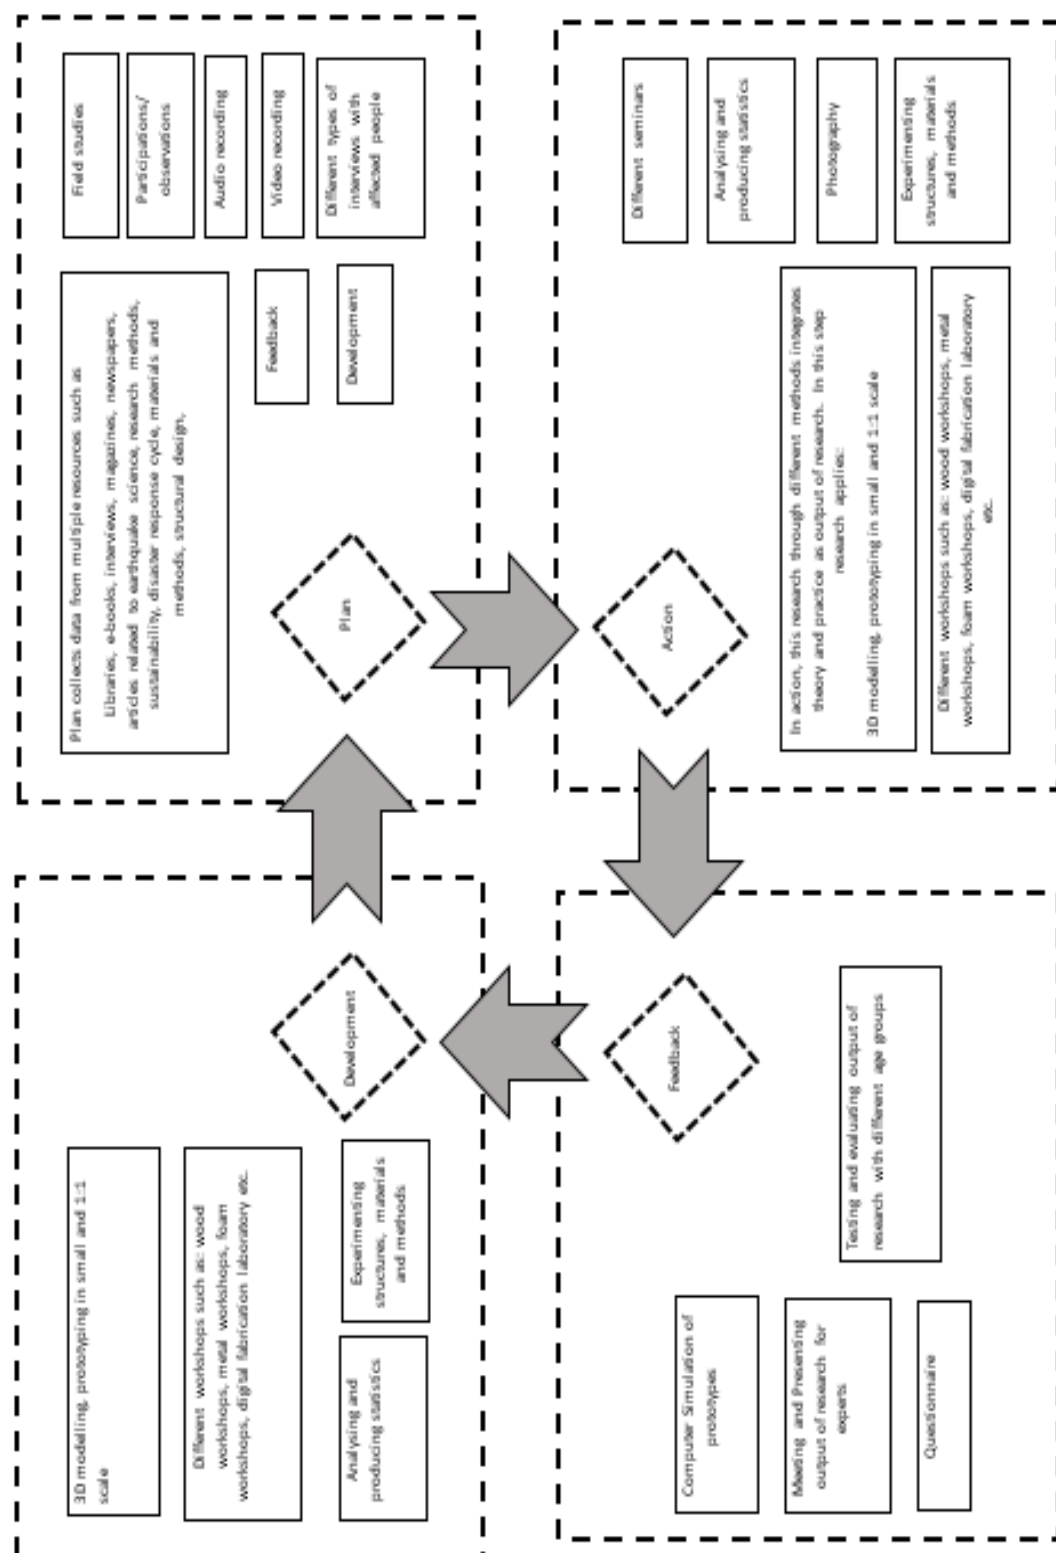 3D modelling, prototyping in small and 1:1
scale
Different workshops such as: wood
workshops, metal workshops, foam
workshops, digital fabrication laboratory etc.
Analysing and
producing statistics
Experimenting
structures, materials
and methods
Development
Plan collects data from multiple resources such as
Libraries, e-books, interviews, magazines, newspapers,
articles related to earthquake science, research methods,
sustainability, disaster response cycle, materials and
methods, structural design,
Plan
Feedback
Development
Field studies
Participations/
observations
Audio recording
Video recording
Different types of
interviews with
affected people
Computer Simulation of
prototypes
Meeting and Presenting
output of research for
experts
Questionnaire
Testing and evaluating output of
research with different age groups
Feedback
Action
In action, this research through different methods integrates
theory and practice as output of research. In this step
research applies:
3D modelling, prototyping in small and 1:1 scale
Different workshops such as: wood workshops, metal
workshops, foam workshops, digital fabrication laboratory
etc.
Different seminars
Analysing and
producing statistics
Photography
Experimenting
structures, materials
and methods